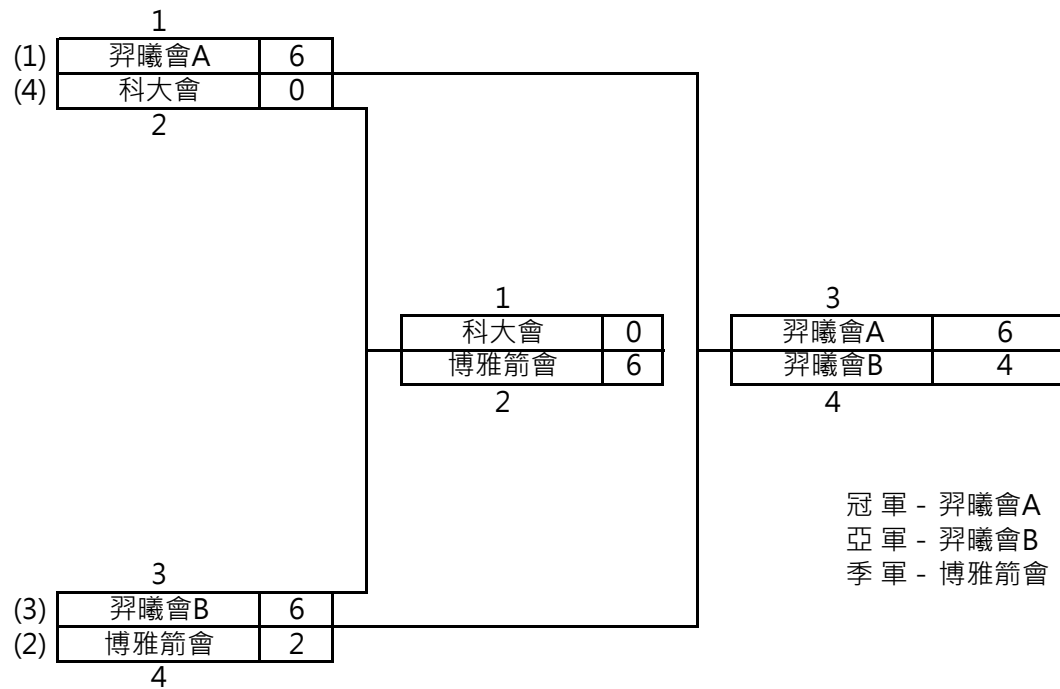 1
(1) 羿曦會A 6
(4) 科大會 0
2
1 3
科大會 0 羿曦會A 6
博雅箭會 6 羿曦會B 4
2 4
冠 軍 - 羿曦會A
亞 軍 - 羿曦會B
季 軍 - 博雅箭會
3
(3) 羿曦會B 6
(2) 博雅箭會 2
4